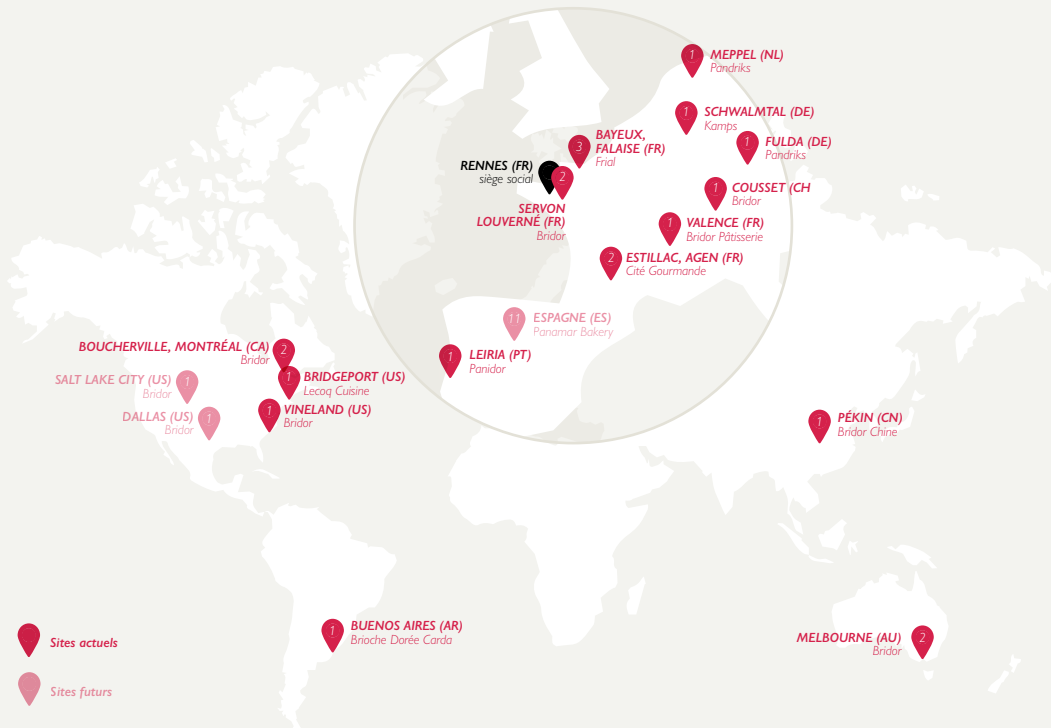 1
MEPPEL (NL)
Pandriks
1
SCHWALMTAL (DE)
Kamps
1
FULDA (DE)
Pandriks
3
BAYEUX,
FALAISE (FR)
Frial
RENNES (FR)
siège social
2
SERVON
LOUVERNÉ (FR)
Bridor
1
COUSSET (CH
Bridor
1
VALENCE (FR)
Bridor Pâtisserie
2
ESTILLAC, AGEN (FR)
Cité Gourmande
11
ESPAGNE (ES)
Panamar Bakery
1
LEIRIA (PT)
Panidor
BOUCHERVILLE, MONTRÉAL (CA)
Bridor
2
SALT LAKE CITY (US)
Bridor
1
1
BRIDGEPORT (US)
Lecoq Cuisine
DALLAS (US)
Bridor
1
1
VINELAND (US)
Bridor
1
PÉKIN (CN)
Bridor Chine
1
BUENOS AIRES (AR)
Brioche Dorée Carda
MELBOURNE (AU)
Bridor
2
Sites actuels
Sites futurs